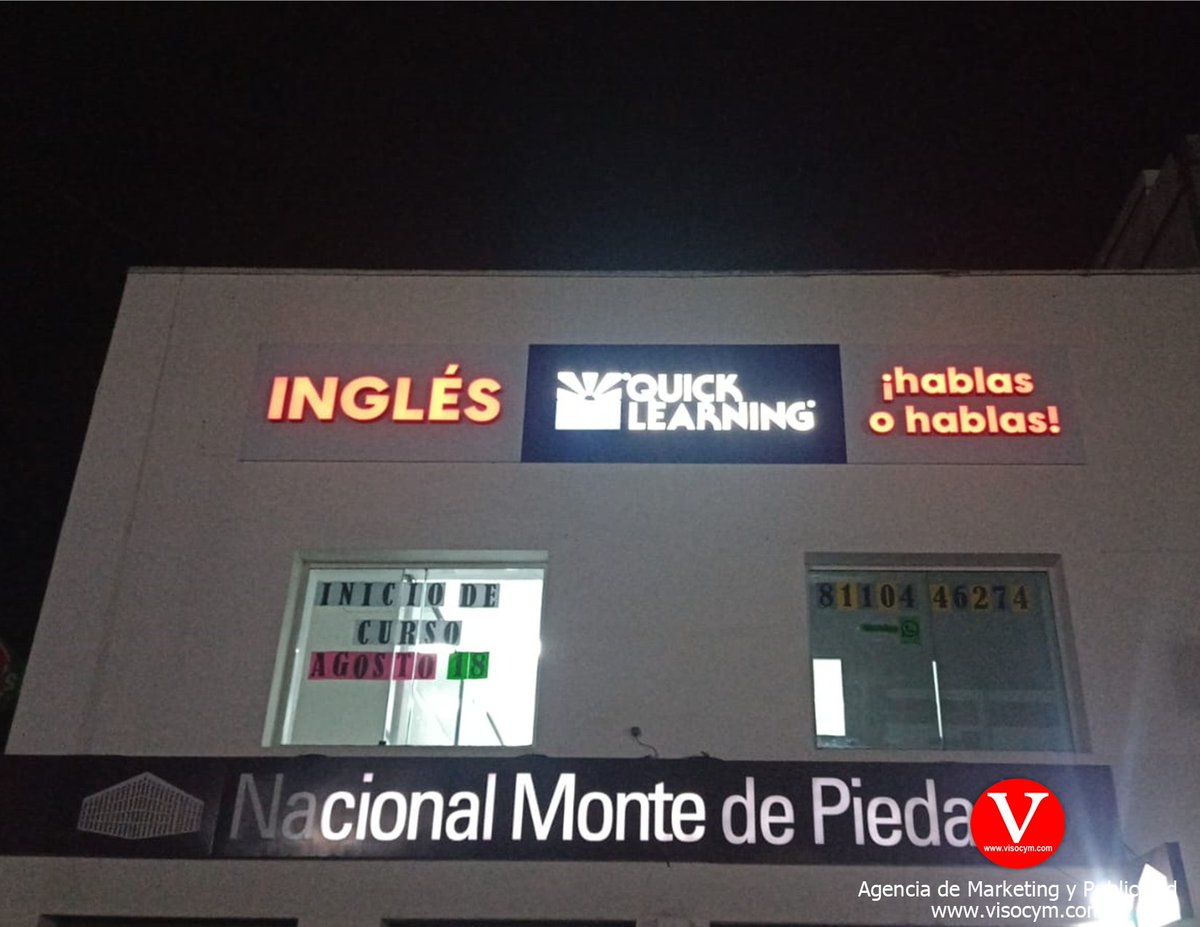 INGLÉS
QUICK
LEARNING
¡hablas
o hablas!
INICIO DE
CURSO
AGOSTO 18
81104 46274
Nacional Monte de Pieda
V
www.visocym.com
Agencia de Marketing y Publicidad
www.visocym.com